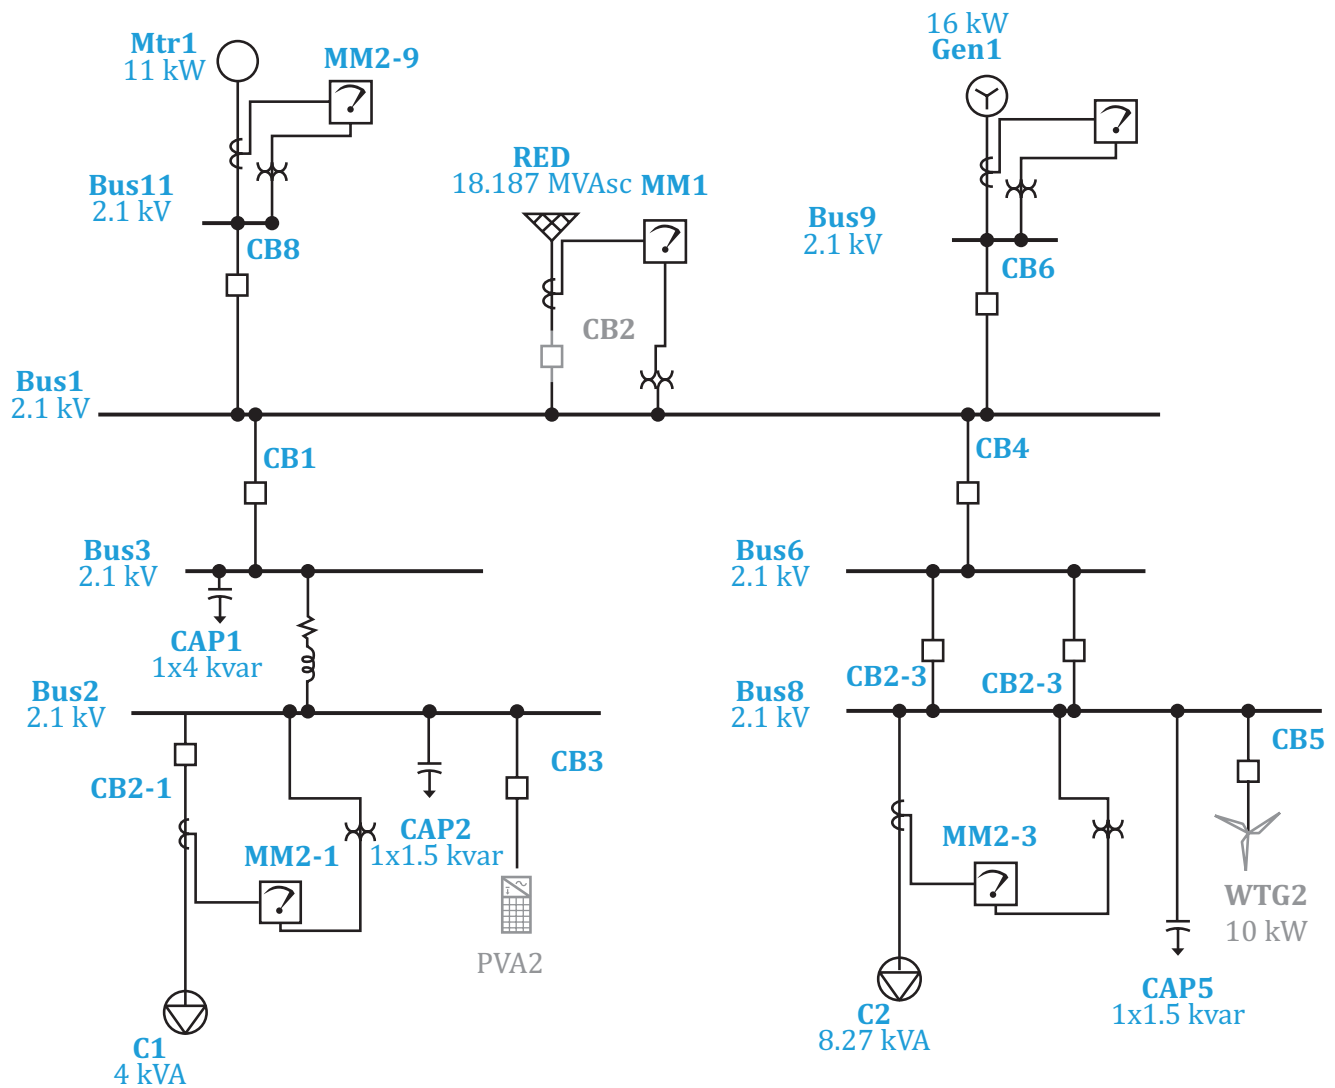 Mtr1
11 kW
MM2-9
16 kW
Gen1
RED
18.187 MVAsc MM1
Bus11
2.1 kV
CB8
Bus9
2.1 kV
CB6
CB2
Bus1
2.1 kV
CB1
CB4
Bus3
2.1 kV
Bus6
2.1 kV
CAP1
1x4 kvar
CB2-3
CB2-3
Bus2
2.1 kV
Bus8
2.1 kV
CB3
CB5
CB2-1
CAP2
1x1.5 kvar
MM2-1
MM2-3
WTG2
10 kW
PVA2
CAP5
1x1.5 kvar
C2
8.27 kVA
C1
4 kVA